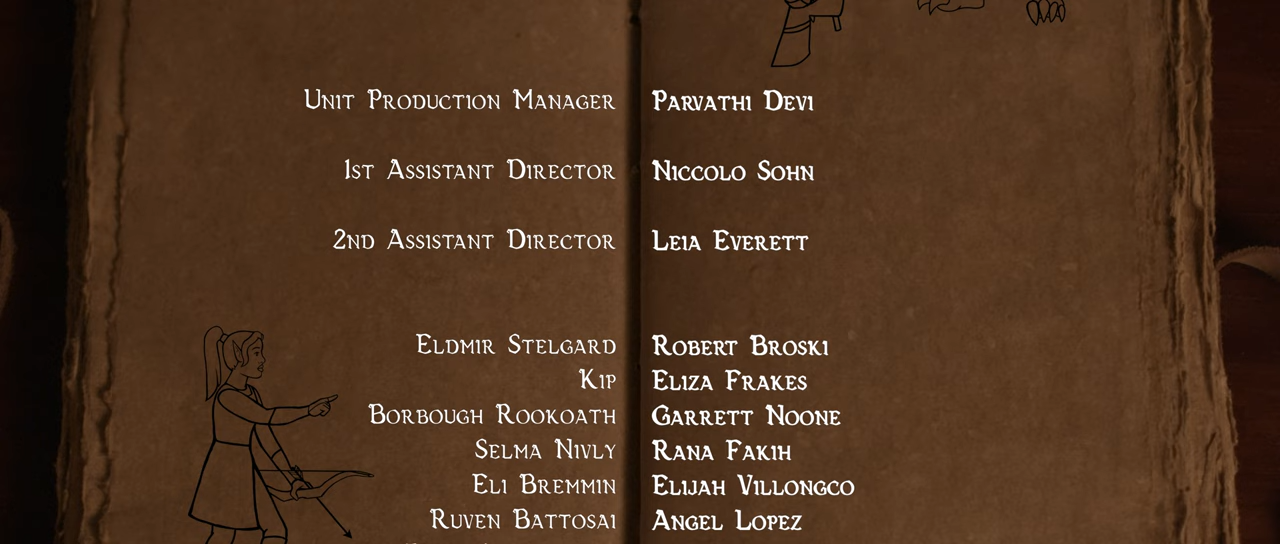 Unit Production Manager Parvathi Devi
1st Assistant Director Niccolo Sohn
2nd Assistant Director Leia Everett
Eldmir Stelgard Robert Broski
Kip Eliza Frakes
Borbough Rookoath Garrett Noone
Selma Nivly Rana Fakih
Eli Bremmin Elijah Villongco
Ruven Battosai Angel Lopez